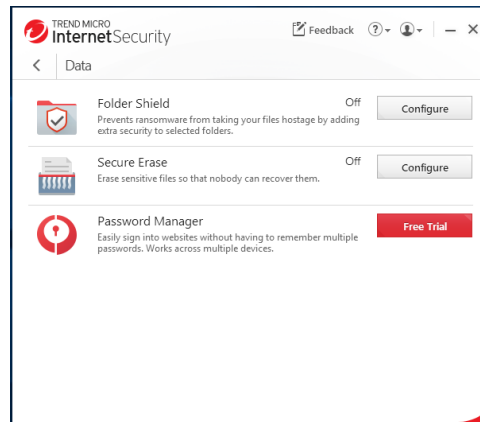 TREND MICRO
InternetSecurity
Feedback
Data
Folder Shield
Off
Configure
Prevents ransomware from taking your files hostage by adding
extra security to selected folders.
Secure Erase
Off
Configure
Erase sensitive files so that nobody can recover them.
Password Manager
Easily sign into websites without having to remember multiple
passwords. Works across multiple devices.
Free Trial